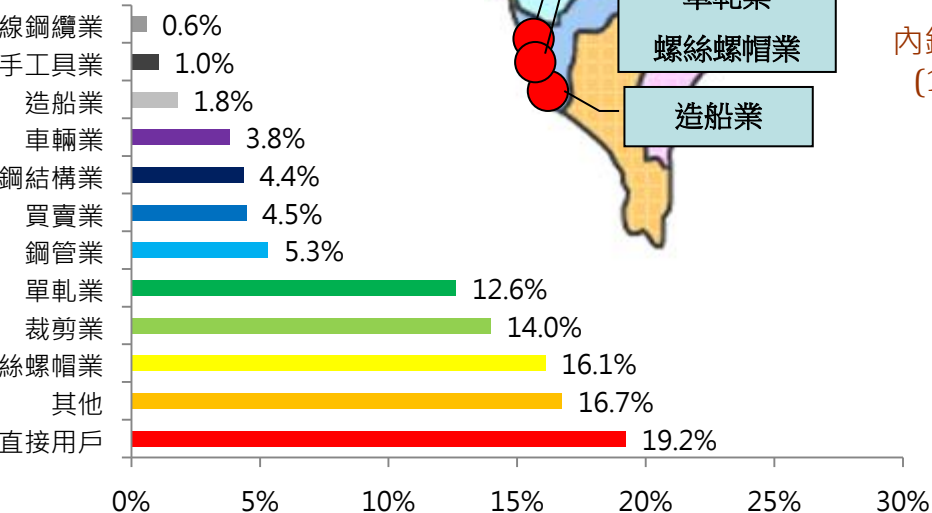 線鋼纜業 0.6%
手工具業 1.0%
造船業 1.8%
車輛業 3.8%
鋼結構業 4.4%
買賣業 4.5%
鋼管業 5.3%
單軋業 12.6%
裁剪業 14.0%
絲螺帽業 16.1%
其他 16.7%
直接用戶 19.2%
0% 5% 10% 15% 20% 25% 30%
單軋業
螺絲螺帽業
造船業
內
(1